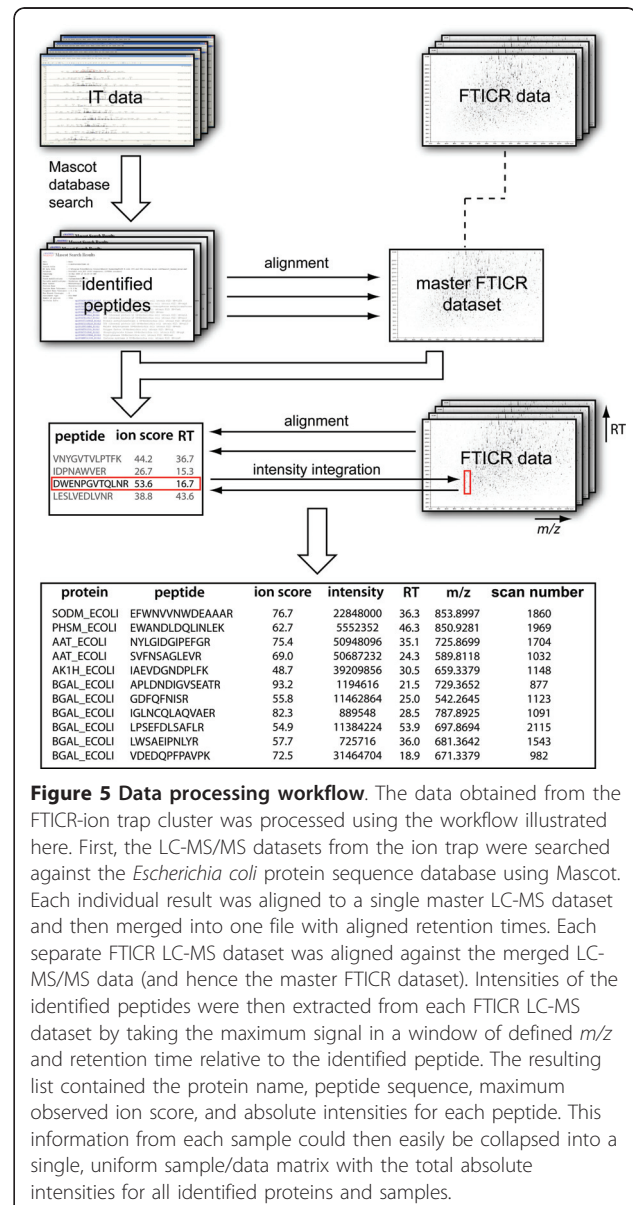 IT data
FTICR data
Mascot
database
search
Mascot Search Results
identified
peptides
alignment
master FTICR
dataset
peptide ion score RT
VNYGVTVLPTFK 44.2 36.7
IDPNAWVER 26.7 15.3
DWENPGVTQLNR 53.6 16.7
LESLVEDLVNR 38.8 43.6
alignment
intensity integration
FTICR data
RT
m/z
protein peptide ion score intensity RT m/z scan number
SODM_ECOLI EFWNVVNWDEAAAR 76.7 22848000 36.3 853.8997 1860
PHSM_ECOLI EWANDLDQLINLEK 62.7 5552352 46.3 850.9281 1969
AAT_ECOLI NYLGIDGIPEFGR 75.4 50948096 35.1 725.8699 1704
AAT_ECOLI SVFNSAGLEVR 69.0 50687232 24.3 589.8118 1032
AK1H_ECOLI IAEVDGNDPLFK 48.7 39209856 30.5 659.3379 1148
BGAL_ECOLI APLDNDIGVSEATR 93.2 1194616 21.5 729.3652 877
BGAL_ECOLI GDFQFNISR 55.8 11462864 25.0 542.2645 1123
BGAL_ECOLI IGLNCQLAQVAER 82.3 889548 28.5 787.8925 1091
BGAL_ECOLI LPSEFDLSAFLR 54.9 11384224 53.9 697.8694 2115
BGAL_ECOLI LWSAEIPNLYR 57.7 725716 36.0 681.3642 1543
BGAL_ECOLI VDEDQPFPAVPK 72.5 31464704 18.9 671.3379 982
Figure 5 Data processing workflow. The data obtained from the
FTICR-ion trap cluster was processed using the workflow illustrated
here. First, the LC-MS/MS datasets from the ion trap were searched
against the Escherichia coli protein sequence database using Mascot.
Each individual result was aligned to a single master LC-MS dataset
and then merged into one file with aligned retention times. Each
separate FTICR LC-MS dataset was aligned against the merged LC-
MS/MS data (and hence the master FTICR dataset). Intensities of the
identified peptides were then extracted from each FTICR LC-MS
dataset by taking the maximum signal in a window of defined m/z
and retention time relative to the identified peptide. The resulting
list contained the protein name, peptide sequence, maximum
observed ion score, and absolute intensities for each peptide. This
information from each sample could then easily be collapsed into a
single, uniform sample/data matrix with the total absolute
intensities for all identified proteins and samples.